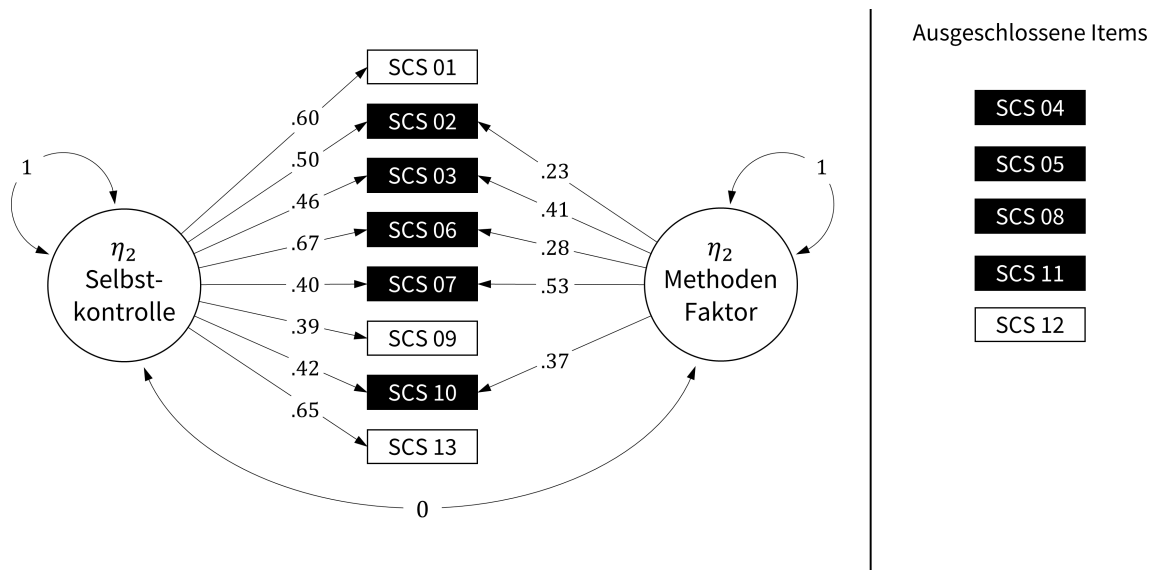 Ausgeschlossene Items
SCS 01
SCS 02
SCS 03
SCS 06
SCS 07
SCS 09
SCS 10
SCS 13
.60
.50
.46
.67
.40
.39
.42
.65
.23
.41
.28
.53
.37
1
η₂
Selbst-
kontrolle
1
η₂
Methoden
Faktor
0
SCS 04
SCS 05
SCS 08
SCS 11
SCS 12